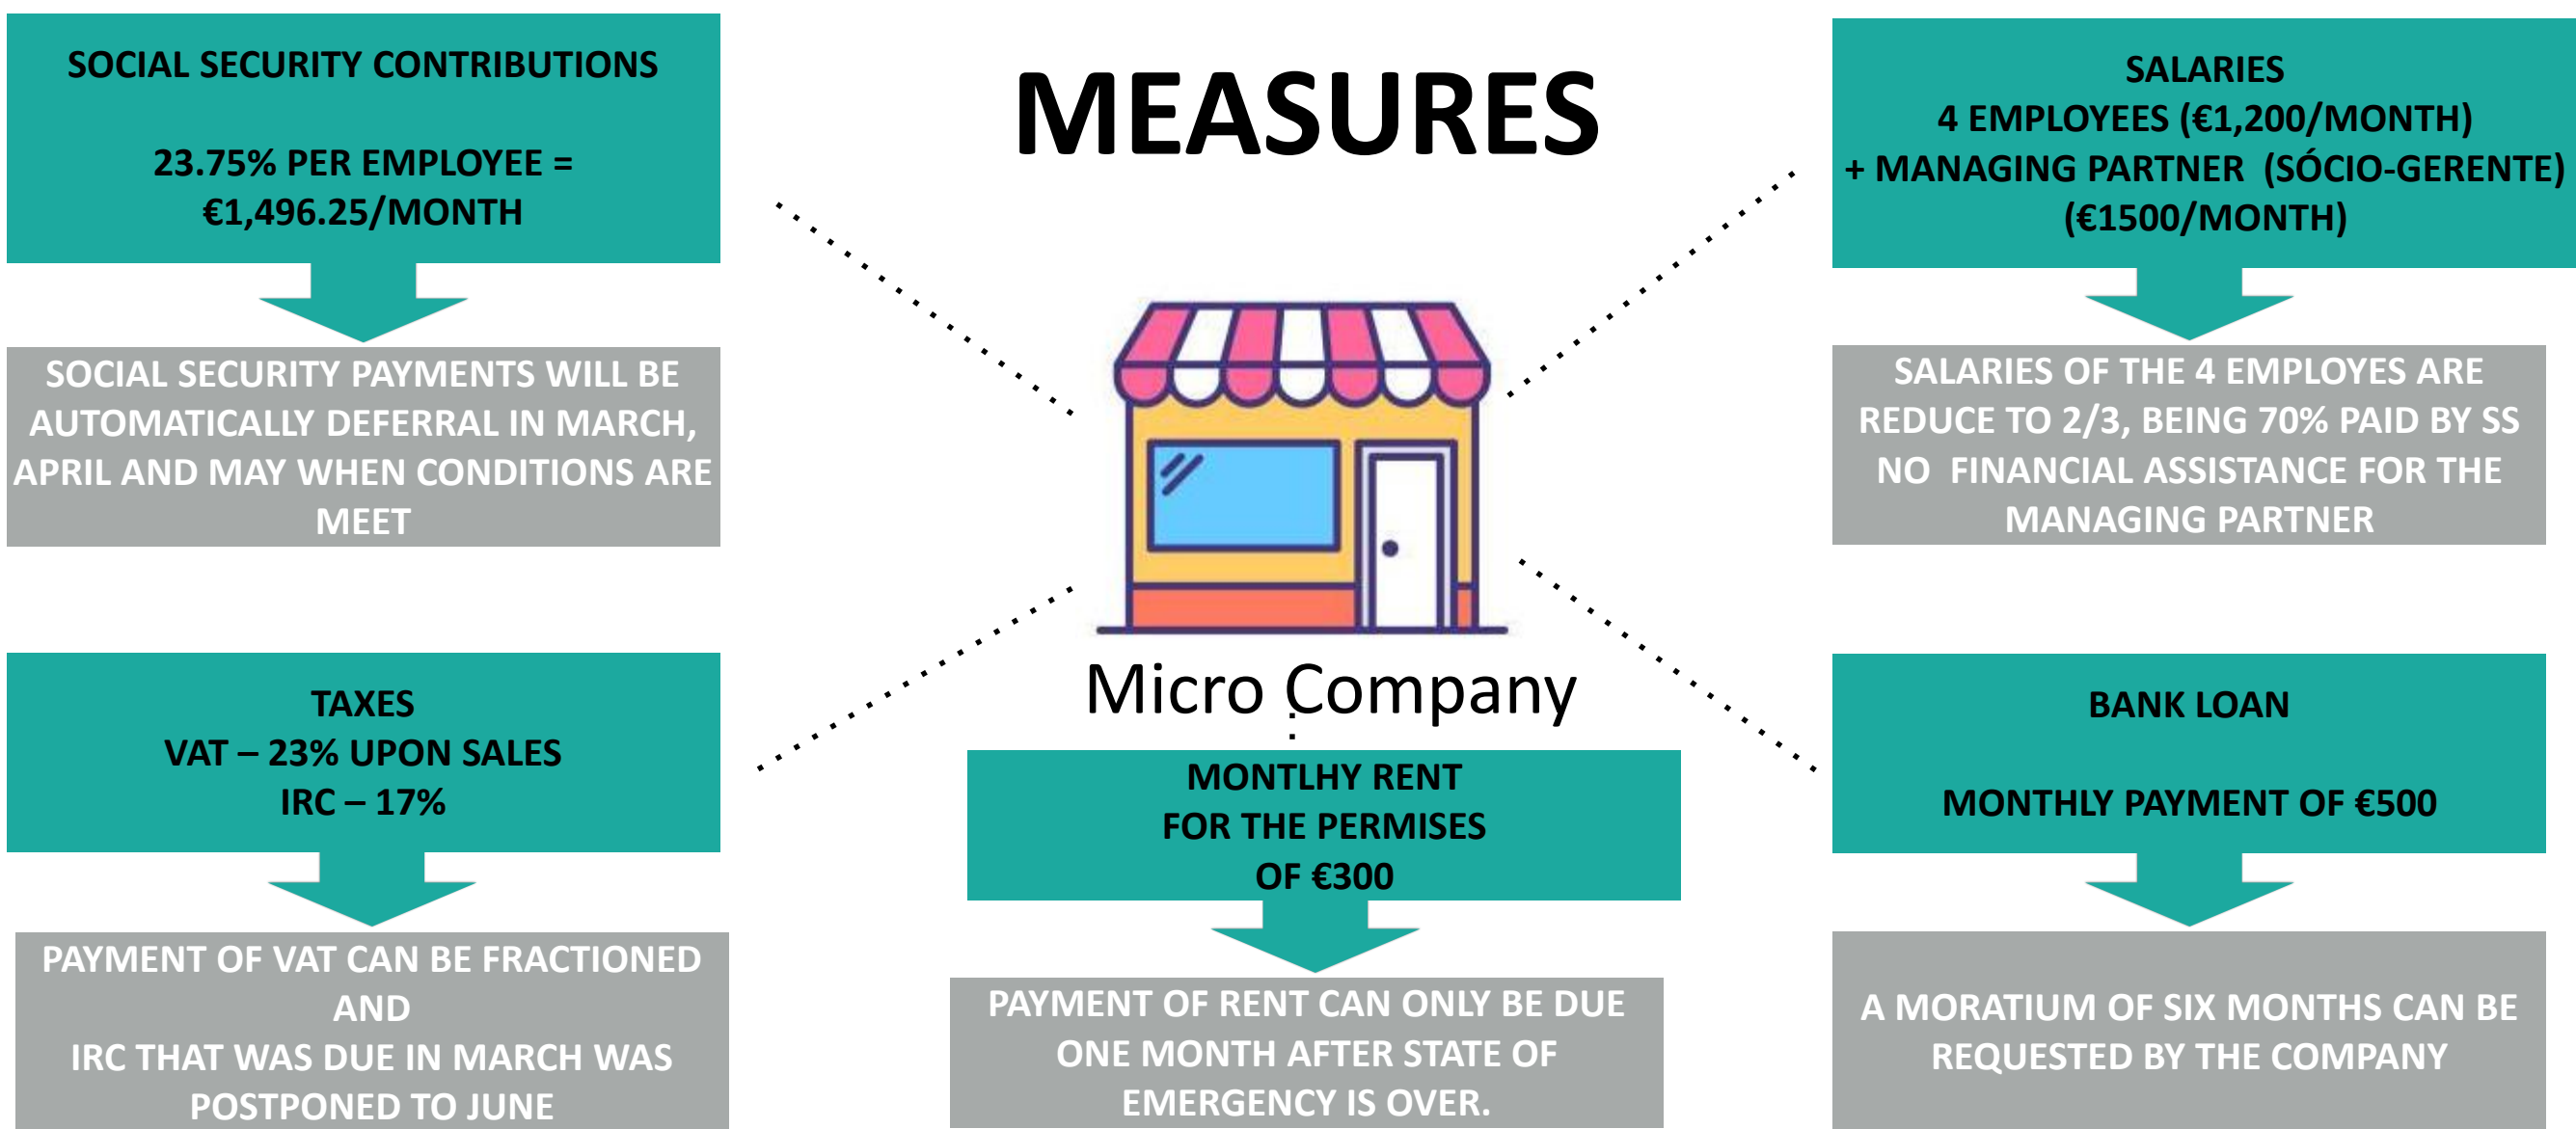 MEASURES
SOCIAL SECURITY CONTRIBUTIONS
23.75% PER EMPLOYEE =
€1,496.25/MONTH
SOCIAL SECURITY PAYMENTS WILL BE
AUTOMATICALLY DEFERRAL IN MARCH,
APRIL AND MAY WHEN CONDITIONS ARE
MEET
SALARIES
4 EMPLOYEES (€1,200/MONTH)
+ MANAGING PARTNER (SÓCIO-GERENTE)
(€1500/MONTH)
SALARIES OF THE 4 EMPLOYES ARE
REDUCE TO 2/3, BEING 70% PAID BY SS
NO FINANCIAL ASSISTANCE FOR THE
MANAGING PARTNER
Micro Company
TAXES
VAT – 23% UPON SALES
IRC – 17%
PAYMENT OF VAT CAN BE FRACTIONED
AND
IRC THAT WAS DUE IN MARCH WAS
POSTPONED TO JUNE
MONTLHY RENT
FOR THE PERMISES
OF €300
PAYMENT OF RENT CAN ONLY BE DUE
ONE MONTH AFTER STATE OF
EMERGENCY IS OVER.
BANK LOAN
MONTHLY PAYMENT OF €500
A MORATIUM OF SIX MONTHS CAN BE
REQUESTED BY THE COMPANY